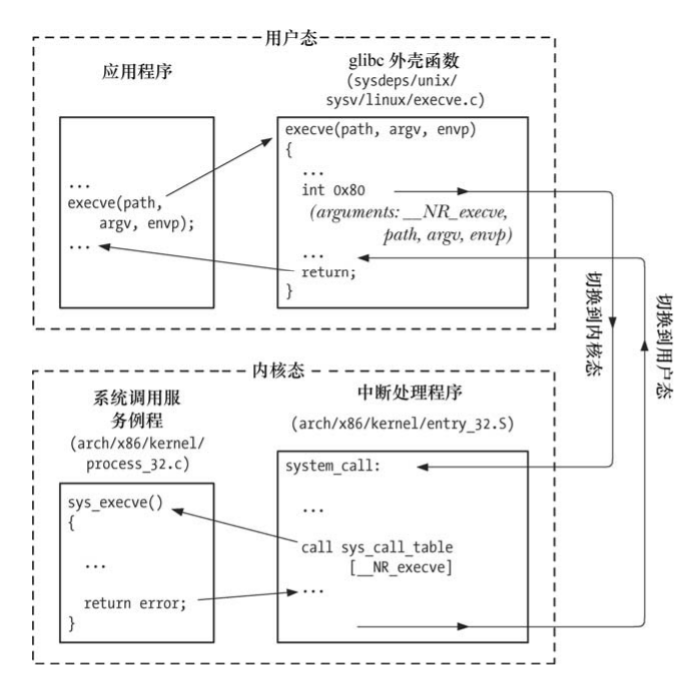 用户态
应用程序
glibc 外壳函数
(sysdeps/unix/
sysv/linux/execve.c)
...
execve(path,
argv, envp);
...
execve(path, argv, envp)
{
...
int 0x80
(arguments: __NR_execve,
path, argv, envp)
...
return;
}
切换到内核态
切换到用户态
内核态
系统调用服
务例程
(arch/x86/kernel/
process_32.c)
中断处理程序
(arch/x86/kernel/entry_32.S)
sys_execve()
{
...
return error;
}
system_call:
...
call sys_call_table
[__NR_execve]
...